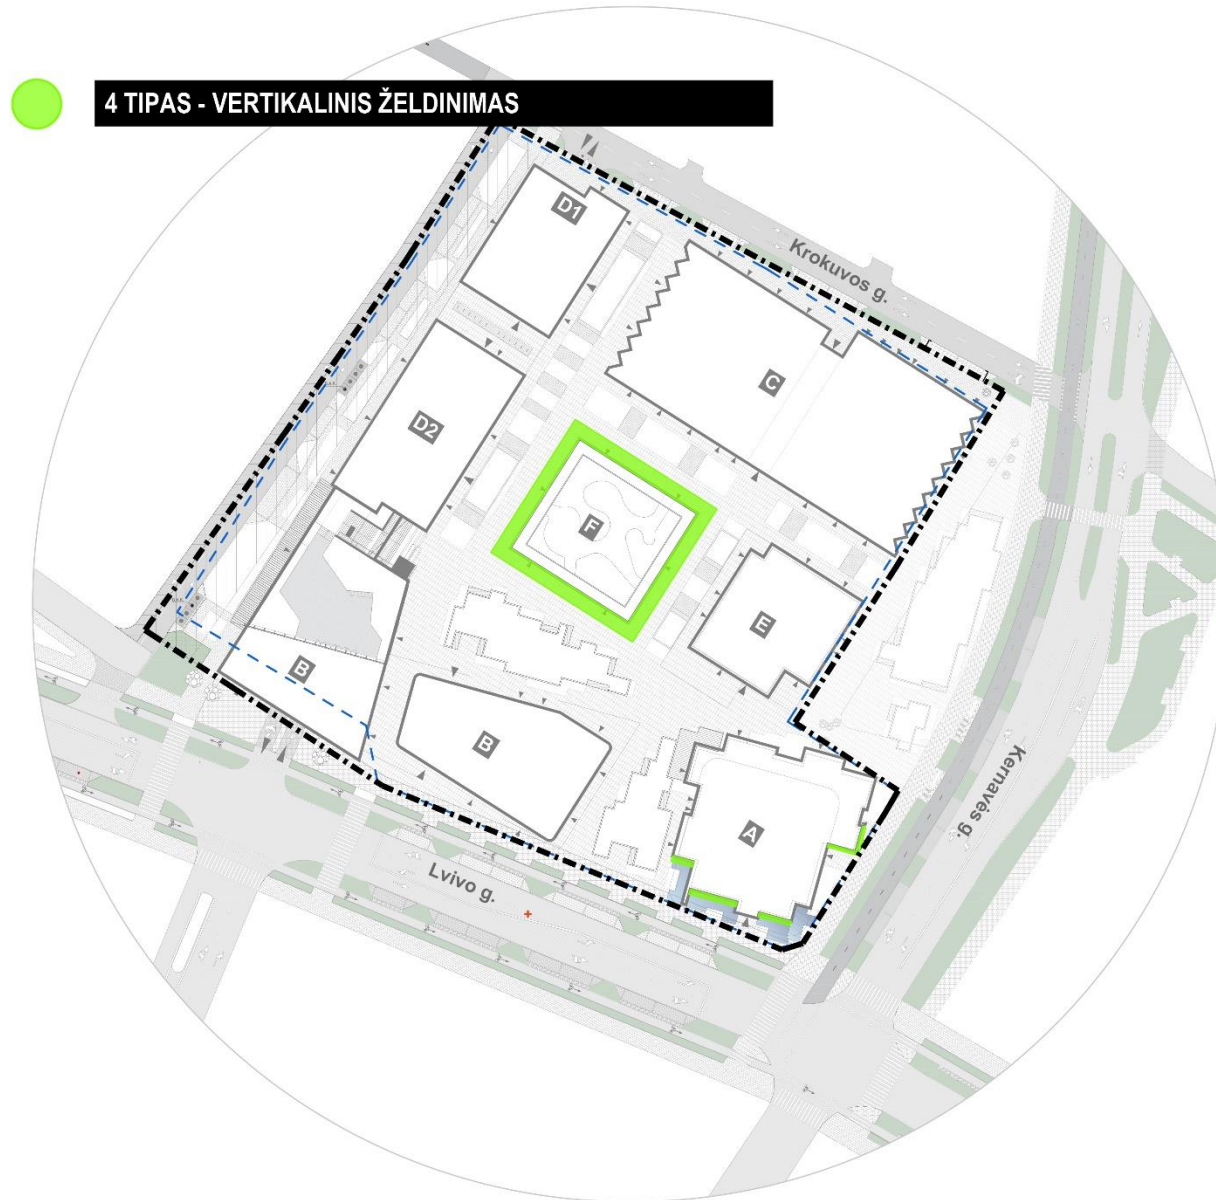 4 TIPAS - VERTIKALINIS ŽELDINIMAS
D1
Krokuvos g.
C
D2
F
E
B
B
A
Kernavės g.
Lvivo g.